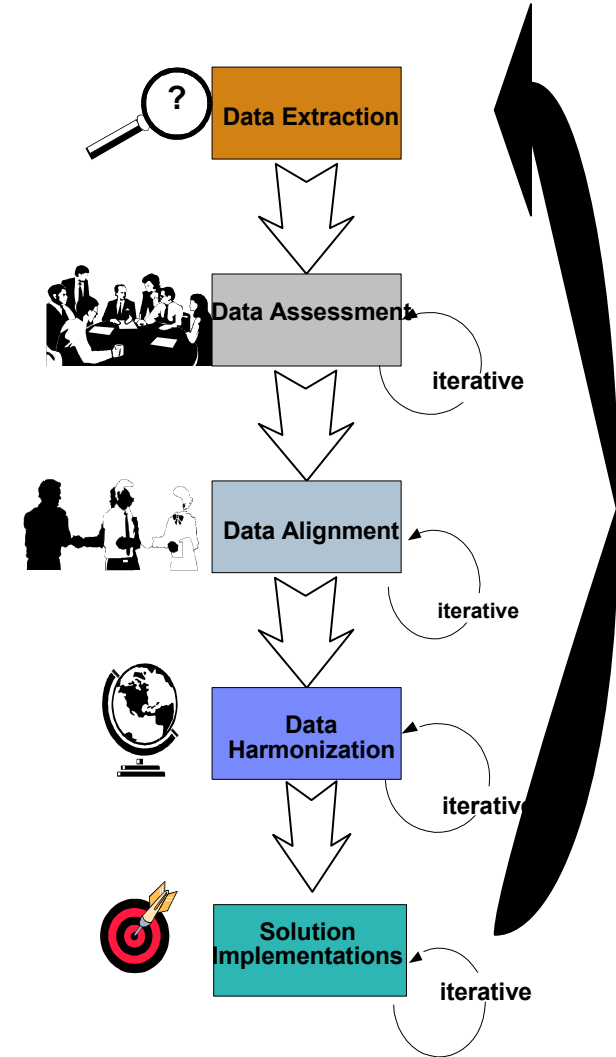 ?
Data Extraction
Data Assessment
iterative
Data Alignment
iterative
Data
Harmonization
iterative
Solution
Implementations
iterative